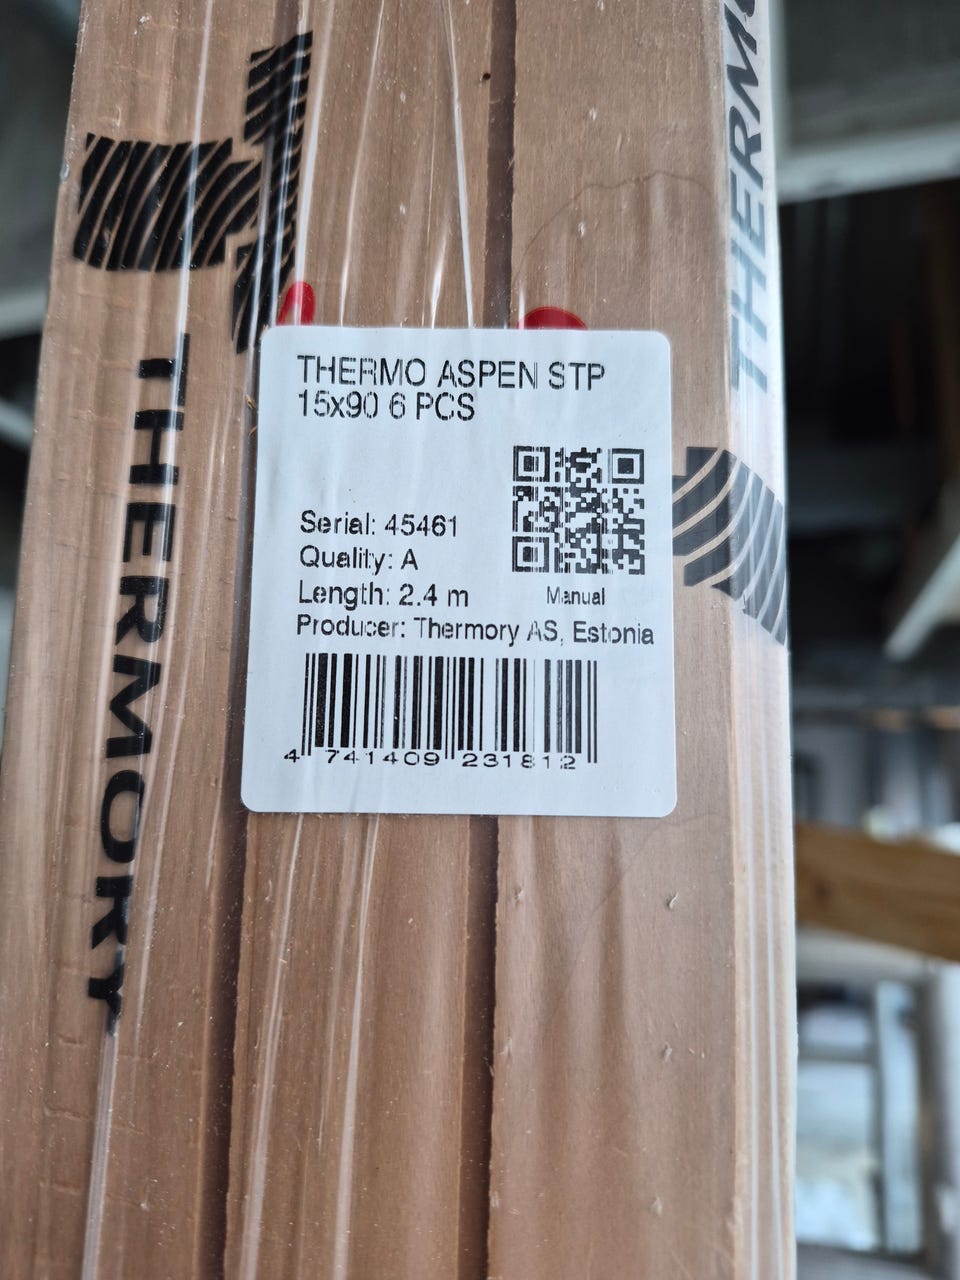 THERMORY
THERMO
THERMO ASPEN STP
15x90 6 PCS
Serial: 45461
Quality: A
Length: 2.4 m
Manual
Producer: Thermory AS, Estonia
4 741409 231812